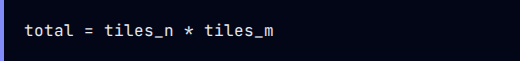 total = tiles_n * tiles_m